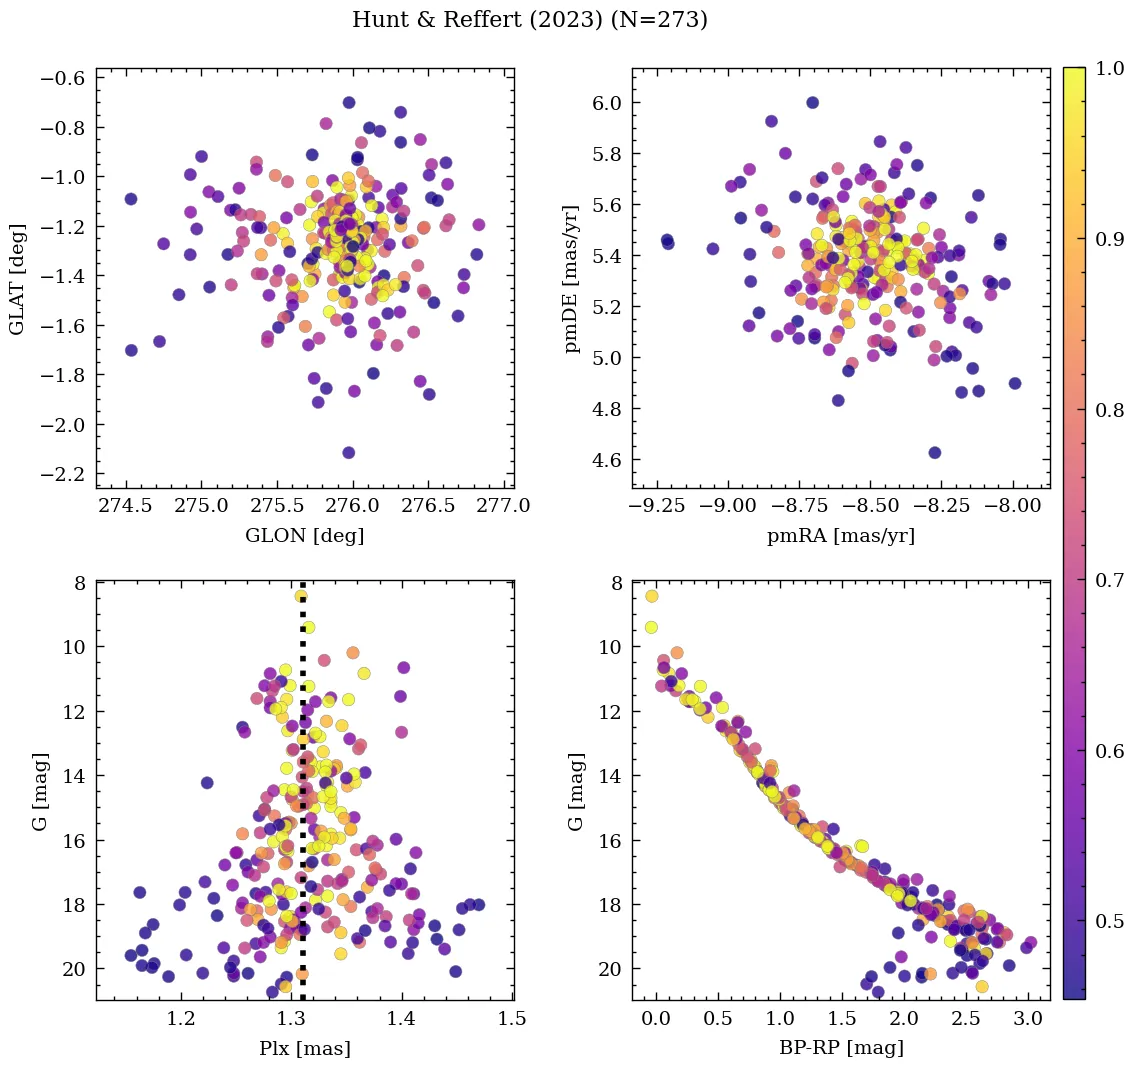 Hunt & Reffert (2023) (N=273)
−0.6
−0.8
−1.0
−1.2
−1.4
−1.6
−1.8
−2.0
−2.2
GLAT [deg]
274.5 275.0 275.5 276.0 276.5 277.0
GLON [deg]
6.0
5.8
5.6
5.4
5.2
5.0
4.8
4.6
pmDE [mas/yr]
−9.25 −9.00 −8.75 −8.50 −8.25 −8.00
pmRA [mas/yr]
8
10
12
14
16
18
20
G [mag]
1.2 1.3 1.4 1.5
Plx [mas]
8
10
12
14
16
18
20
G [mag]
0.0 0.5 1.0 1.5 2.0 2.5 3.0
BP-RP [mag]
1.0
0.9
0.8
0.7
0.6
0.5